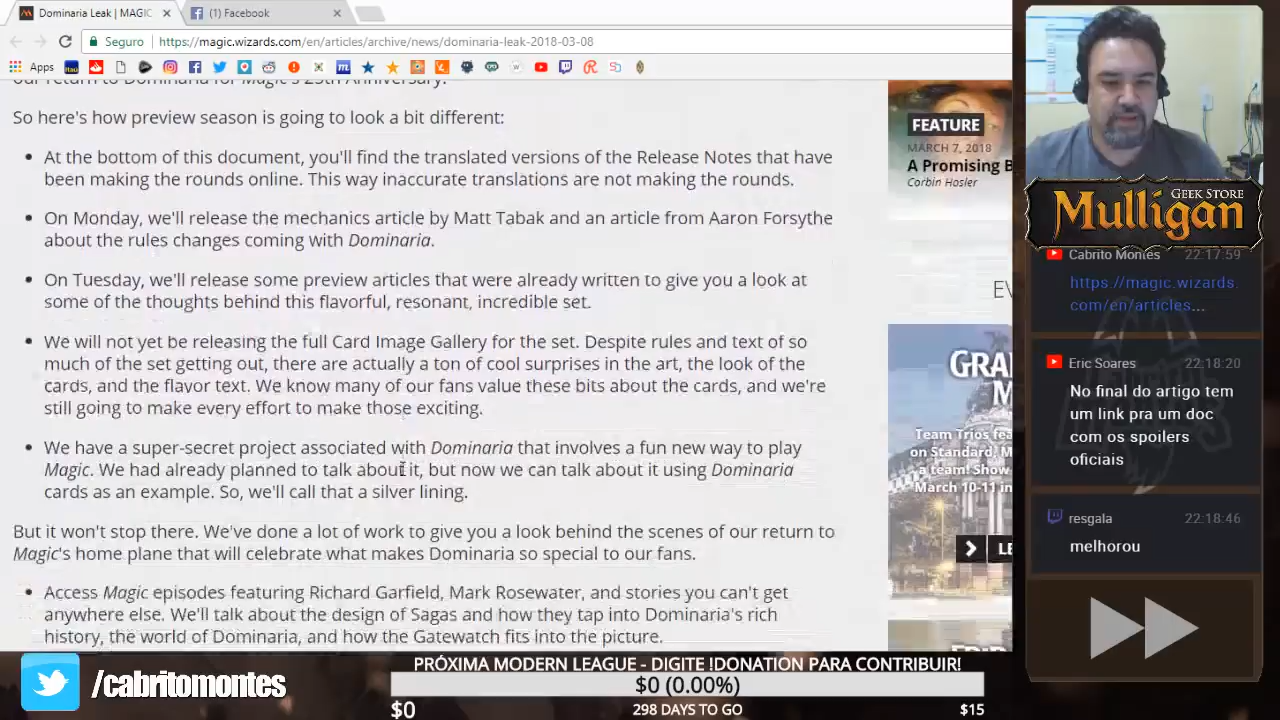 Dominaria Leak | MAGIC
(1) Facebook
Seguro
https://magic.wizards.com/en/articles/archive/news/dominaria-leak-2018-03-08
Apps
our return to Dominaria for Magic's 25th Anniversary.
So here's how preview season is going to look a bit different:
At the bottom of this document, you'll find the translated versions of the Release Notes that have
been making the rounds online. This way inaccurate translations are not making the rounds.
On Monday, we'll release the mechanics article by Matt Tabak and an article from Aaron Forsythe
about the rules changes coming with Dominaria.
On Tuesday, we'll release some preview articles that were already written to give you a look at
some of the thoughts behind this flavorful, resonant, incredible set.
We will not yet be releasing the full Card Image Gallery for the set. Despite rules and text of so
much of the set getting out, there are actually a ton of cool surprises in the art, the look of the
cards, and the flavor text. We know many of our fans value these bits about the cards, and we're
still going to make every effort to make those exciting.
We have a super-secret project associated with Dominaria that involves a fun new way to play
Magic. We had already planned to talk about it, but now we can talk about it using Dominaria
cards as an example. So, we'll call that a silver lining.
But it won't stop there. We've done a lot of work to give you a look behind the scenes of our return to
Magic's home plane that will celebrate what makes Dominaria so special to our fans.
Access Magic episodes featuring Richard Garfield, Mark Rosewater, and stories you can't get
anywhere else. We'll talk about the design of Sagas and how they tap into Dominaria's rich
history, the world of Dominaria, and how the Gatewatch fits into the picture.
FEATURE
MARCH 7, 2018
A Promising B
Corbin Hosler
EV
GRA
M
Team Trios fea
on Standard, M
a team! Show
March 10-11 in
LE
GEEK STORE
Mulligan
Cabrito Montes 22:17:59
https://magic.wizards.
com/en/articles...
Eric Soares 22:18:20
No final do artigo tem
um link pra um doc
com os spoilers
oficiais
resgala 22:18:46
melhorou
/cabritomontes
PRÓXIMA MODERN LEAGUE - DIGITE !DONATION PARA CONTRIBUIR!
$0 (0.00%)
$0 298 DAYS TO GO $15